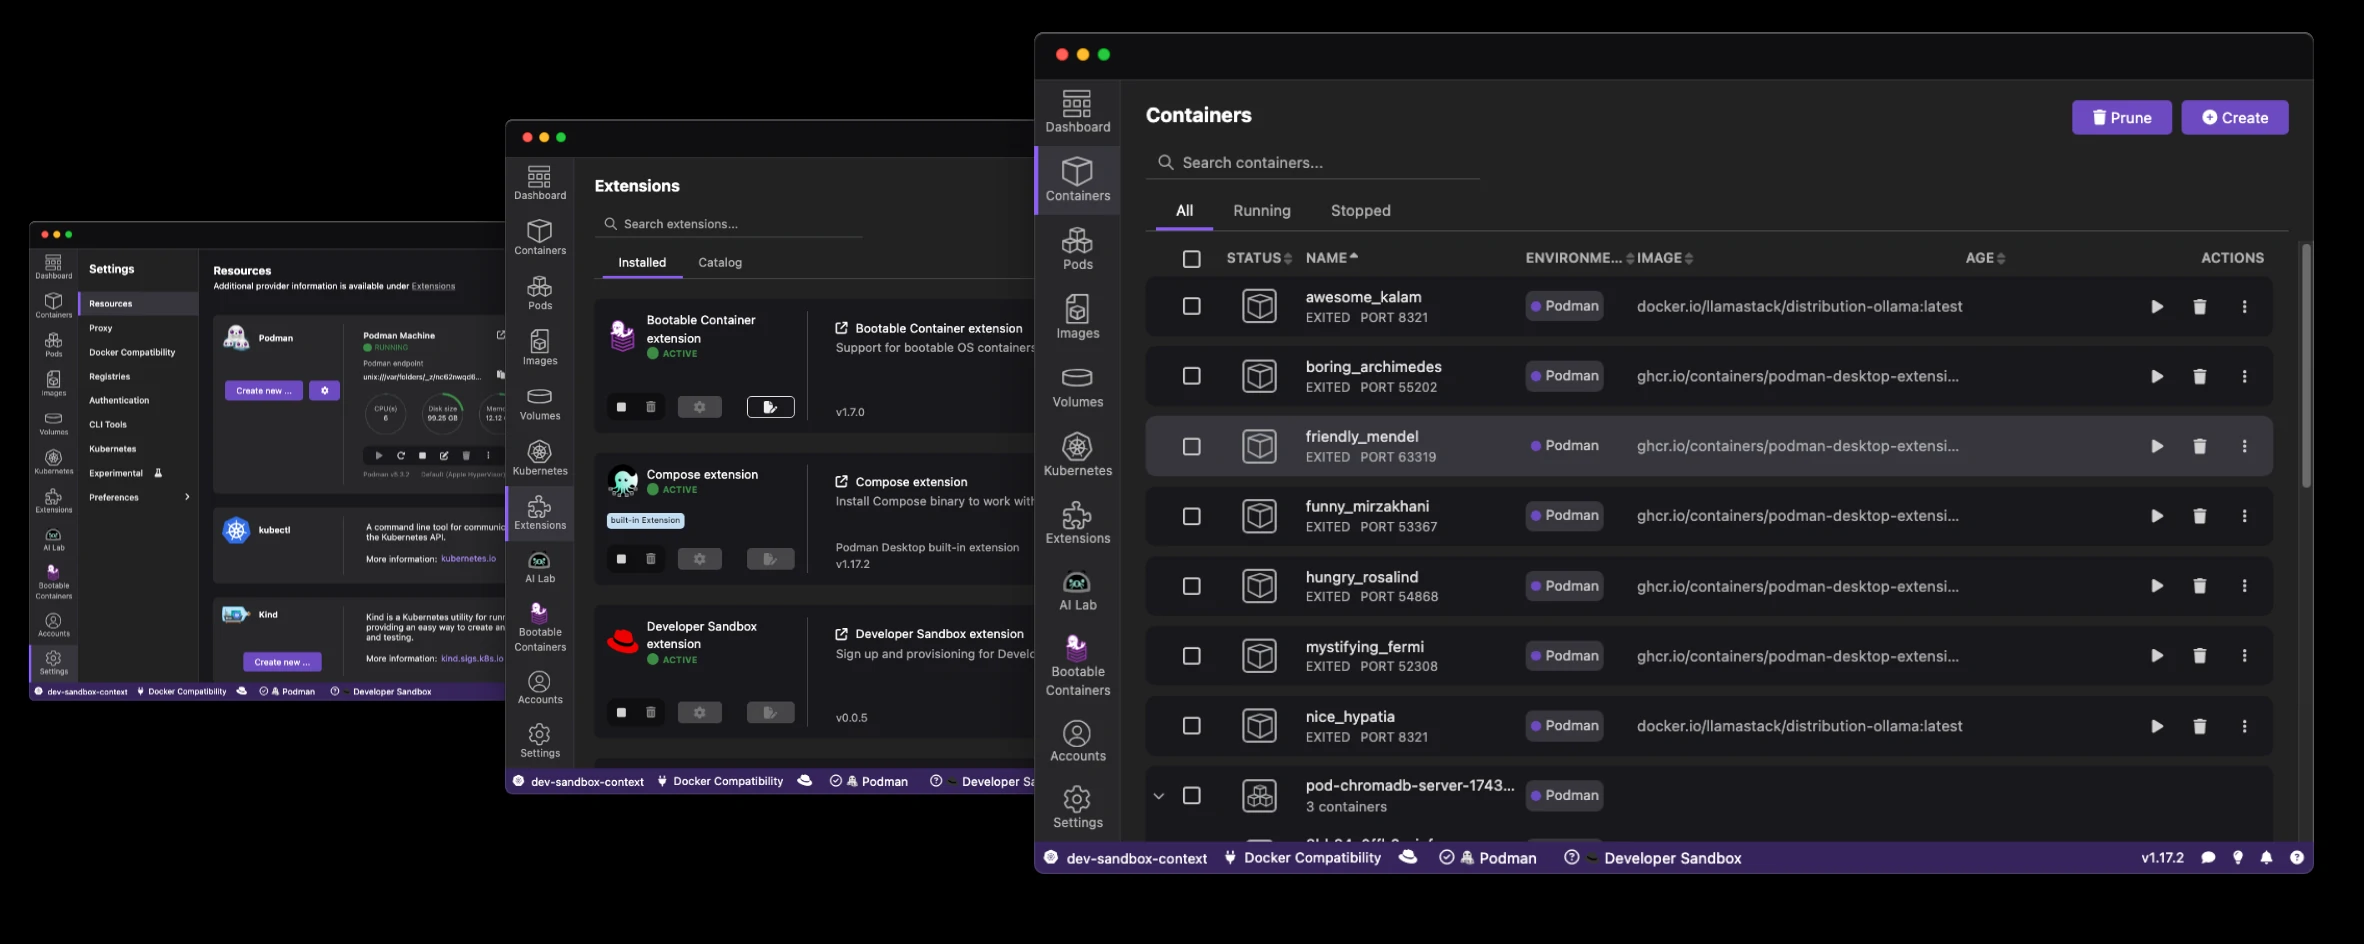 Dashboard
Containers
Pods
Images
Volumes
Kubernetes
Extensions
AI Lab
Bootable
Containers
Accounts
Settings
Settings
Resources
Proxy
Docker Compatibility
Registries
Authentication
CLI Tools
Kubernetes
Experimental
Preferences
Resources
Additional provider information is available under Extensions
Podman
Create new ...
Podman Machine
RUNNING
Podman endpoint
CPU(s)
6
Disk size
99.25 GB
kubectl
A command line tool for communic
the Kubernetes API.
More information: kubernetes.io
Kind
Create new ...
Kind is a Kubernetes utility for runn
providing an easy way to create an
and testing.
More information: kind.sigs.k8s.io
dev-sandbox-context Docker Compatibility Podman Developer Sandbox
Dashboard
Containers
Pods
Images
Volumes
Kubernetes
Extensions
AI Lab
Bootable
Containers
Accounts
Settings
Extensions
Search extensions...
Installed Catalog
Bootable Container
extension
ACTIVE
Bootable Container extension
Support for bootable OS containers
v1.7.0
Compose extension
ACTIVE
built-in Extension
Compose extension
Install Compose binary to work with
Podman Desktop built-in extension
v1.17.2
Developer Sandbox
extension
ACTIVE
Developer Sandbox extension
Sign up and provisioning for Develo
v0.0.5
dev-sandbox-context Docker Compatibility Podman Developer Sa
Dashboard
Containers
Pods
Images
Volumes
Kubernetes
Extensions
AI Lab
Bootable
Containers
Accounts
Settings
Containers
Prune
Create
Search containers...
All Running Stopped
STATUS NAME ENVIRONME... IMAGE AGE ACTIONS
awesome_kalam
EXITED PORT 8321
Podman
docker.io/llamastack/distribution-ollama:latest
boring_archimedes
EXITED PORT 55202
Podman
ghcr.io/containers/podman-desktop-extensi...
friendly_mendel
EXITED PORT 63319
Podman
ghcr.io/containers/podman-desktop-extensi...
funny_mirzakhani
EXITED PORT 53367
Podman
ghcr.io/containers/podman-desktop-extensi...
hungry_rosalind
EXITED PORT 54868
Podman
ghcr.io/containers/podman-desktop-extensi...
mystifying_fermi
EXITED PORT 52308
Podman
ghcr.io/containers/podman-desktop-extensi...
nice_hypatia
EXITED PORT 8321
Podman
docker.io/llamastack/distribution-ollama:latest
pod-chromadb-server-1743...
3 containers
Podman
dev-sandbox-context Docker Compatibility Podman Developer Sandbox
v1.17.2